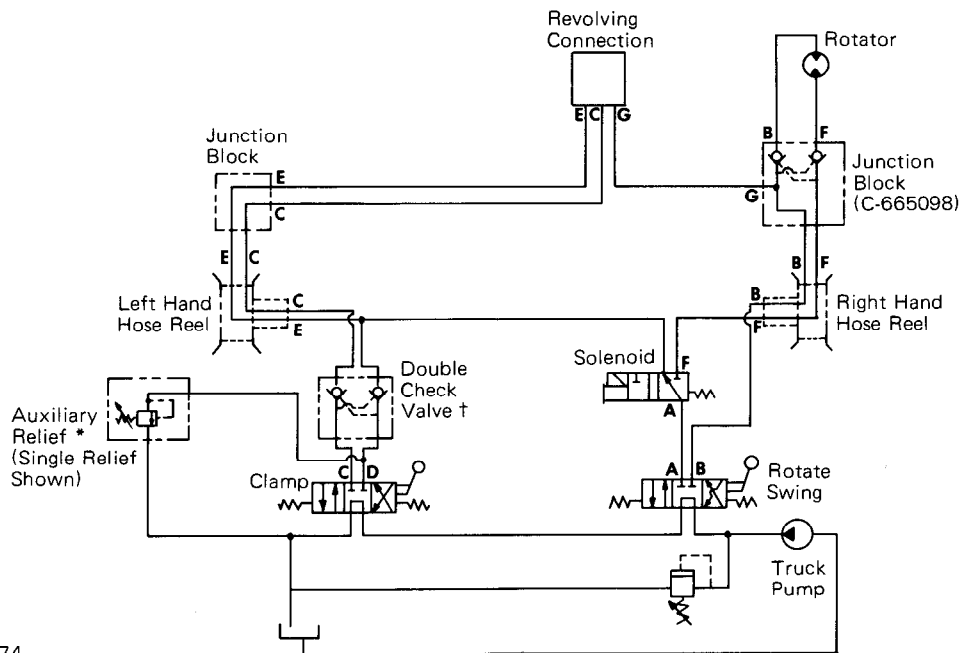 Revolving
Connection
Rotator
E C G
B F
Junction
Block
E
C
Junction
Block
(C-665098)
G
E C
B F
Left Hand
Hose Reel
C
E
B
F
Right Hand
Hose Reel
Solenoid
F
A
Double
Check
Valve †
Auxiliary
Relief *
(Single Relief
Shown)
Clamp
C D
A B
Rotate
Swing
Truck
Pump